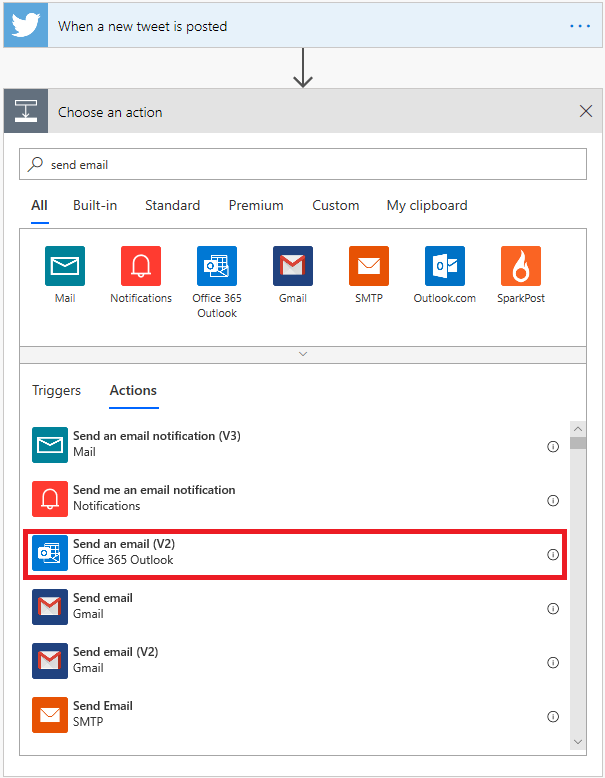 When a new tweet is posted
Choose an action
send email
All Built-in Standard Premium Custom My clipboard
Mail Notifications Office 365 Outlook Gmail SMTP Outlook.com SparkPost
Triggers Actions
Send an email notification (V3)
Mail
Send me an email notification
Notifications
Send an email (V2)
Office 365 Outlook
Send email
Gmail
Send email (V2)
Gmail
Send Email
SMTP